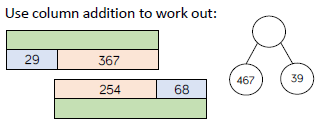 Use column addition to work out:
29 367
254 68
467 39